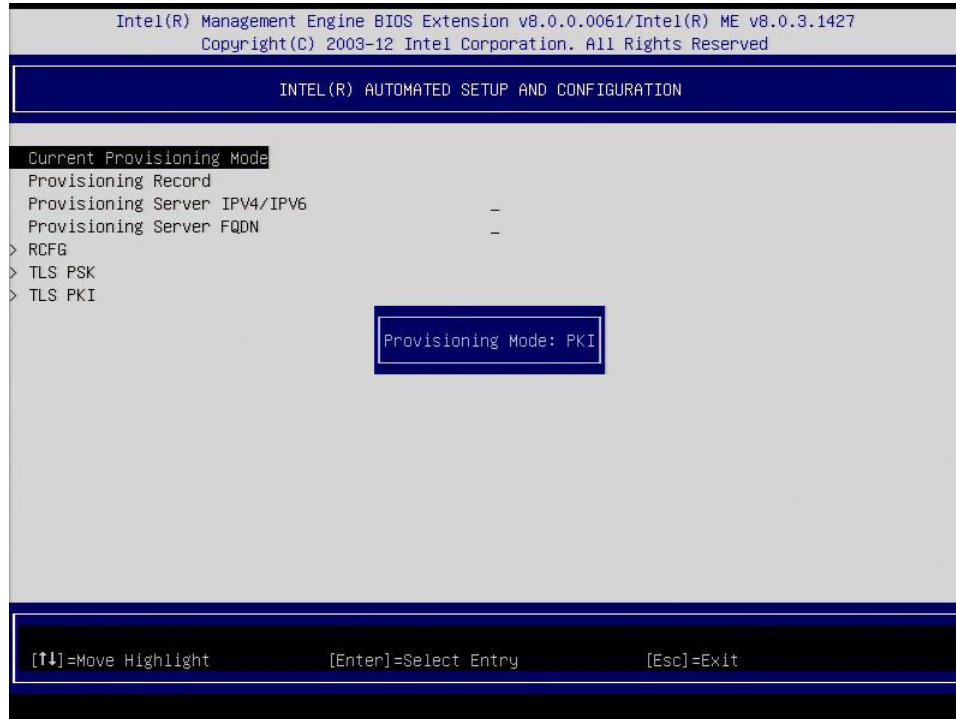 Intel(R) Management Engine BIOS Extension v8.0.0.0061/Intel(R) ME v8.0.3.1427
Copyright(C) 2003-12 Intel Corporation. All Rights Reserved
INTEL(R) AUTOMATED SETUP AND CONFIGURATION
Current Provisioning Mode
Provisioning Record
Provisioning Server IPV4/IPV6 _
Provisioning Server FQDN _
> RCFG
> TLS PSK
> TLS PKI
Provisioning Mode: PKI
[↑↓]=Move Highlight [Enter]=Select Entry [Esc]=Exit